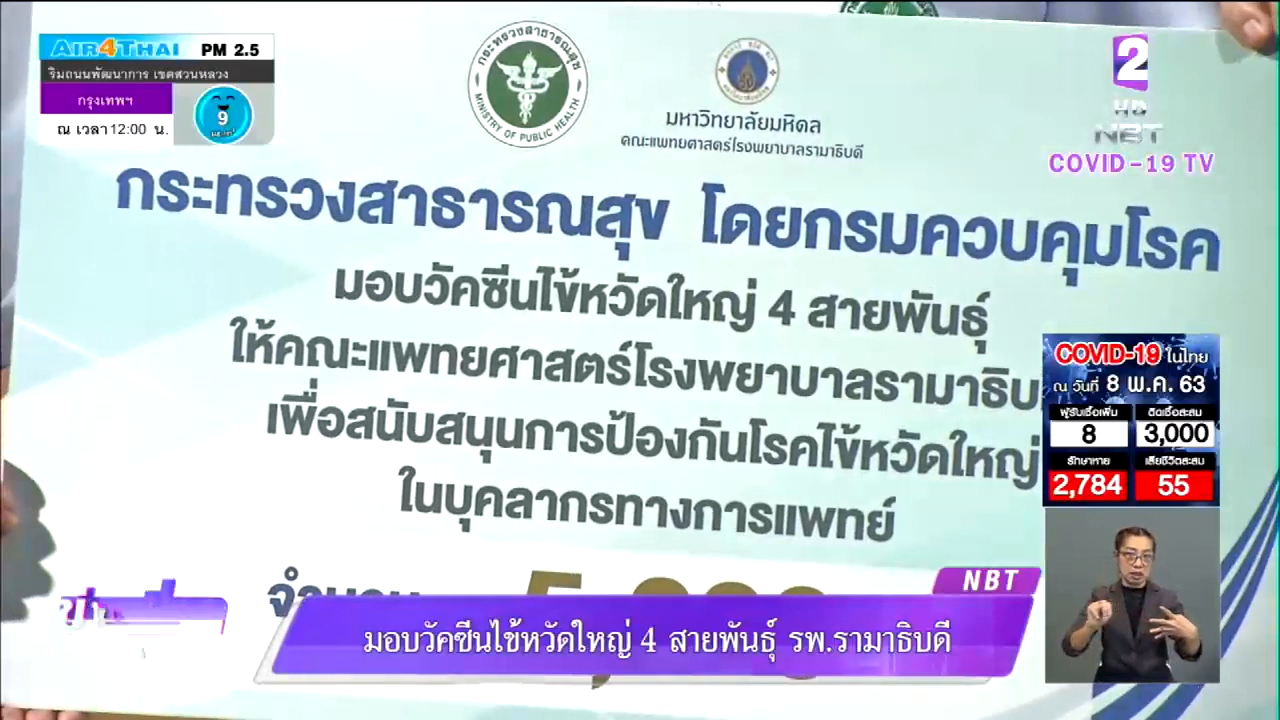 AIR4THAI PM 2.5
ริมถนนพัฒนาการ เขตสวนหลวง
กรุงเทพฯ
9
ณ เวลา 12:00 น.
กระทรวงสาธารณสุข
MINISTRY OF PUBLIC HEALTH
มหาวิทยาลัยมหิดล
คณะแพทยศาสตร์โรงพยาบาลรามาธิบดี
2
HD
NBT
COVID-19 TV
กระทรวงสาธารณสุข โดยกรมควบคุมโรค
มอบวัคซีนไข้หวัดใหญ่ 4 สายพันธุ์
ให้คณะแพทยศาสตร์โรงพยาบาลรามาธิบ
เพื่อสนับสนุนการป้องกันโรคไข้หวัดใหญ่
ในบุคลากรทางการแพทย์
COVID-19 ในไทย
ณ วันที่ 8 พ.ค. 63
ผู้รับเชื้อเพิ่ม ติดเชื้อสะสม
8 3,000
รักษาหาย เสียชีวิตสะสม
2,784 55
NBT
มอบวัคซีนไข้หวัดใหญ่ 4 สายพันธุ์ รพ.รามาธิบดี